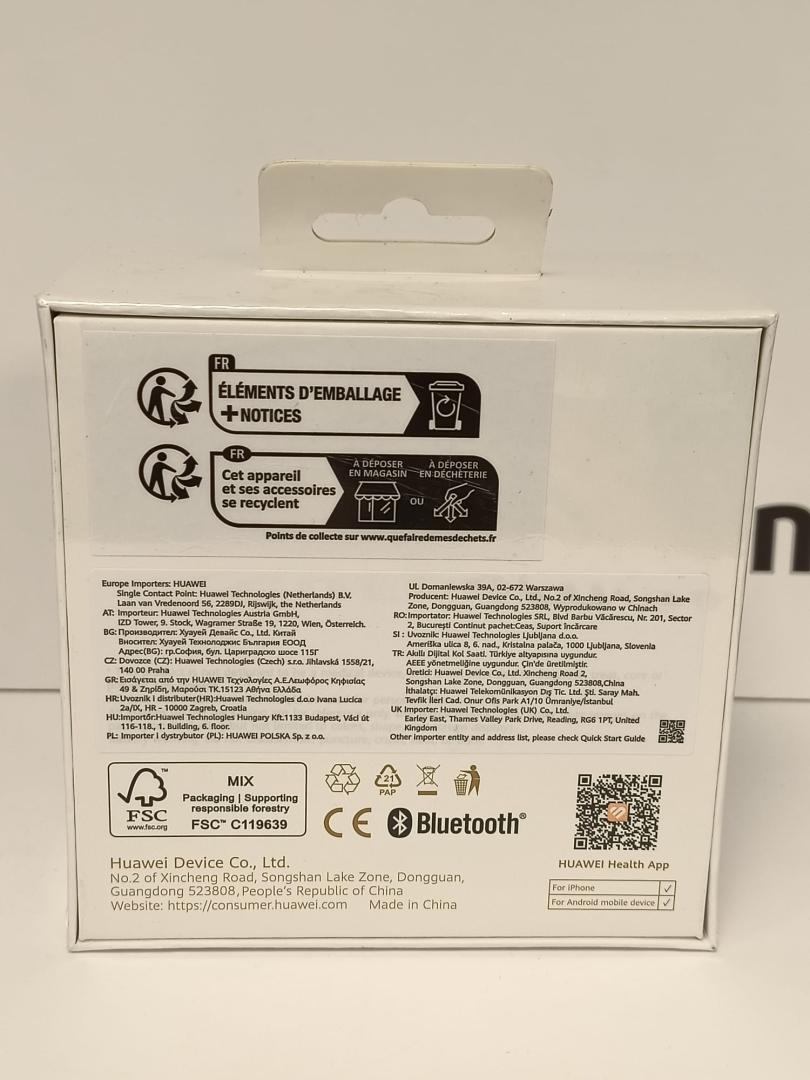 FR
ÉLÉMENTS D'EMBALLAGE
+ NOTICES
FR
Cet appareil
et ses accessoires
se recyclent
À DÉPOSER
EN MAGASIN
OU
À DÉPOSER
EN DÉCHÈTERIE
Points de collecte sur www.quefairedemesdechets.fr
Europe Importers: HUAWEI
Single Contact Point: Huawei Technologies (Netherlands) B.V.
Laan van Vredenoord 56, 2289DJ, Rijswijk, the Netherlands
AT: Importeur: Huawei Technologies Austria GmbH,
IZD Tower, 9. Stock, Wagramer Straße 19, 1220, Wien, Österreich.
BG: Производител: Хуауей Девайс Со., Ltd. Китай
Вносител: Хуауей Технолоджис България ЕООД
Адрес(BG): гр.София, бул. Цариградско шосе 115Г
CZ: Dovozce (CZ): Huawei Technologies (Czech) s.r.o. Jihlavská 1558/21,
140 00 Praha
GR: Εισάγεται από την HUAWEI Τεχνολογίες Α.Ε.Λεωφόρος Κηφισίας
49 & Ζηρίδη, Μαρούσι ΤΚ.15123 Αθήνα Ελλάδα
HR:Uvoznik i distributer(HR):Huawei Technologies d.o.o Ivana Lucica
2a/IX, HR – 10000 Zagreb, Croatia
HU:Importőr:Huawei Technologies Hungary Kft.1133 Budapest, Váci út
116-118., 1. Building, 6. floor.
PL: Importer i dystrybutor (PL): HUAWEI POLSKA Sp. z o.o.
UL Domaniewska 39A, 02-672 Warszawa
Producent: Huawei Device Co., Ltd., No.2 of Xincheng Road, Songshan Lake
Zone, Dongguan, Guangdong 523808, Wyprodukowano w Chinach
RO:Importator: Huawei Technologies SRL, Blvd Barbu Văcărescu, Nr. 201, Sector
2, Bucureşti Continut pachet:Ceas, Suport încărcare
SI : Uvoznik: Huawei Technologies Ljubljana d.o.o.
Ameriška ulica 8, 6. nad., Kristalna palača, 1000 Ljubljana, Slovenia
TR: Akıllı Dijital Kol Saati. Türkiye altyapısına uygundur.
AEEE yönetmeliğine uygundur. Çin'de üretilmiştir.
Üretici: Huawei Device Co., Ltd. Xincheng Road 2,
Songshan Lake Zone, Dongguan, Guangdong 523808,China
İthalatçı: Huawei Telekomünikasyon Dış Tic. Ltd. Şti. Saray Mah.
Tevfik İleri Cad. Onur Ofis Park A1/10 Ümraniye/İstanbul
UK Importer: Huawei Technologies (UK) Co., Ltd.
Earley East, Thames Valley Park Drive, Reading, RG6 1PT, United
Kingdom
Other importer entity and address list, please check Quick Start Guide
FSC™
www.fsc.org
MIX
Packaging | Supporting
responsible forestry
FSC™ C119639
21
PAP
CE
Bluetooth®
HUAWEI Health App
For iPhone ✓
For Android mobile device ✓
Huawei Device Co., Ltd.
No.2 of Xincheng Road, Songshan Lake Zone, Dongguan,
Guangdong 523808, People's Republic of China
Website: https://consumer.huawei.com Made in China
n